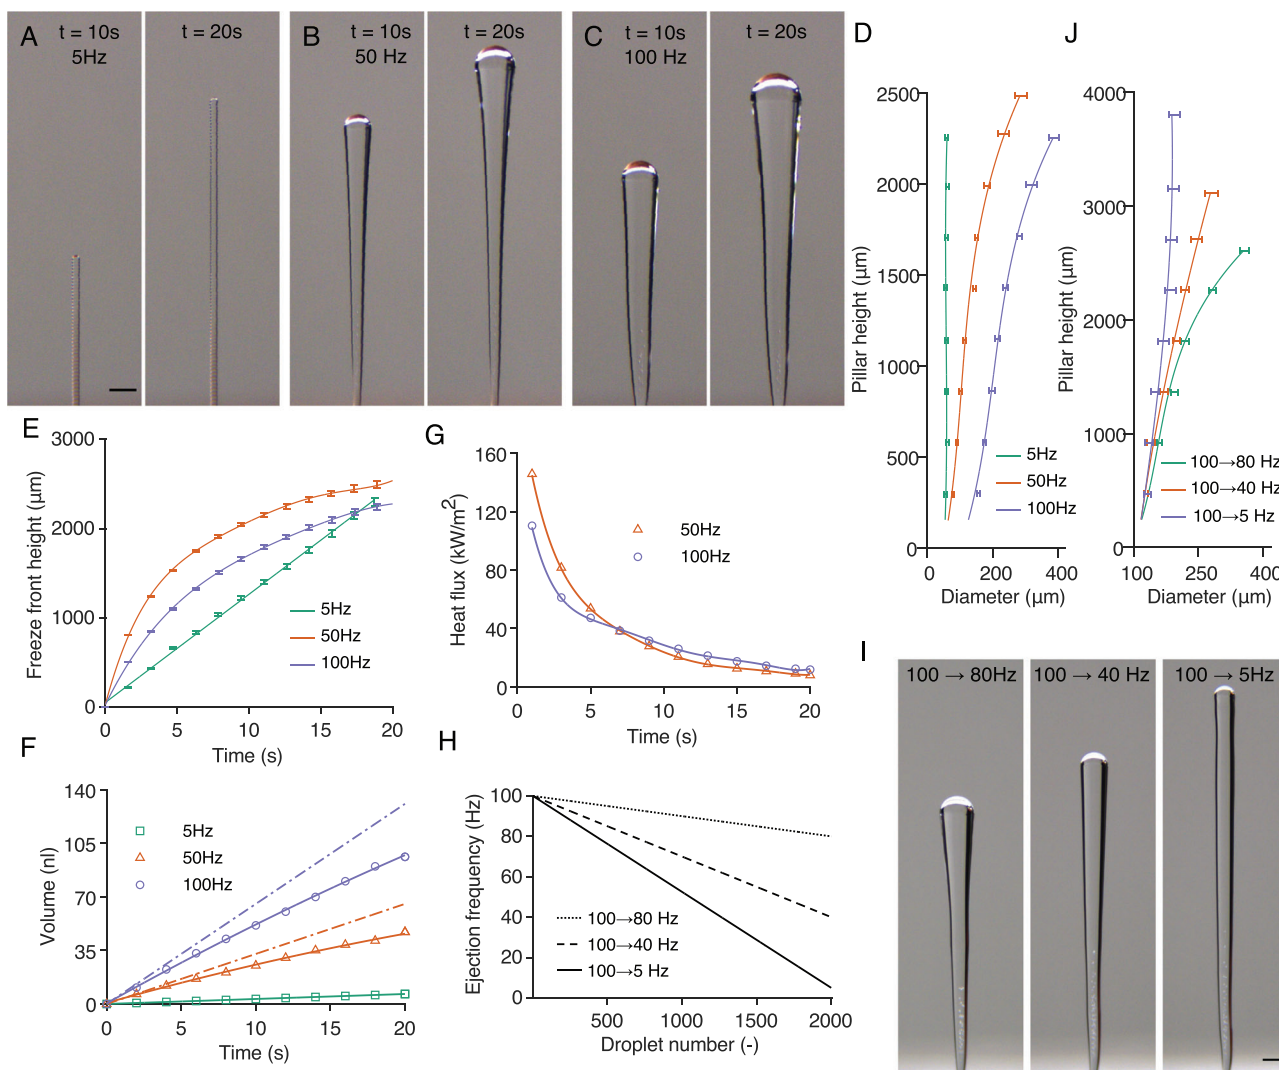 A
t = 10s
5Hz
t = 20s
B
t = 10s
50 Hz
t = 20s
C
t = 10s
100 Hz
t = 20s
D
2500
2000
1500
1000
500
0
Pillar height (µm)
0
200
400
Diameter (µm)
5Hz
50Hz
100Hz
J
4000
3000
2000
1000
0
Pillar height (µm)
100
250
400
Diameter (µm)
100→80 Hz
100→40 Hz
100→5 Hz
E
3000
2000
1000
0
Freeze front height (µm)
0
5
10
15
20
Time (s)
5Hz
50Hz
100Hz
G
160
120
80
40
0
Heat flux (kW/m²)
0
5
10
15
20
Time (s)
50Hz
100Hz
F
140
105
70
35
0
Volume (nl)
0
5
10
15
20
Time (s)
5Hz
50Hz
100Hz
H
100
80
60
40
20
0
Ejection frequency (Hz)
500
1000
1500
2000
Droplet number (-)
100→80 Hz
100→40 Hz
100→5 Hz
I
100 → 80Hz
100 → 40 Hz
100 → 5Hz